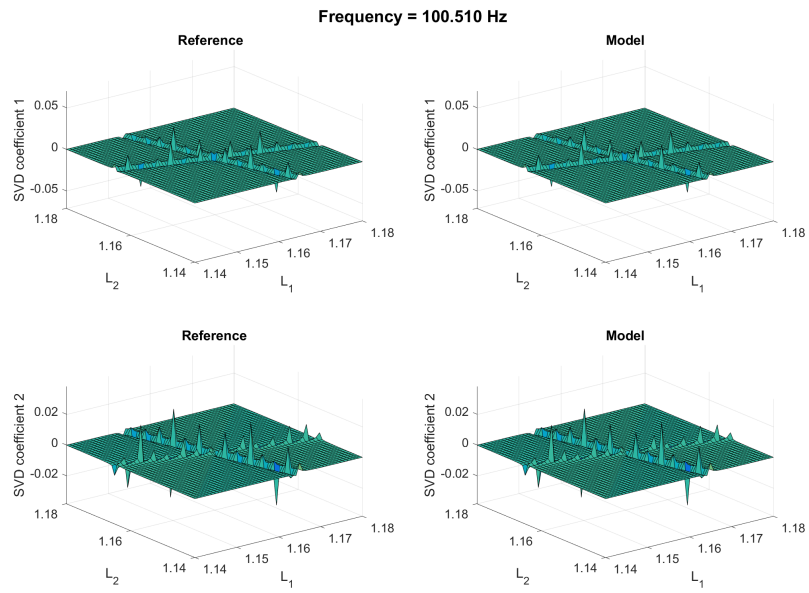 Frequency = 100.510 Hz
Reference
Model
SVD coefficient 1
0.05
0
-0.05
1.18
1.16
1.14
L2
1.14
1.15
1.16
1.17
1.18
L1
SVD coefficient 1
0.05
0
-0.05
1.18
1.16
1.14
L2
1.14
1.15
1.16
1.17
1.18
L1
Reference
Model
SVD coefficient 2
0.02
0
-0.02
1.18
1.16
1.14
L2
1.14
1.15
1.16
1.17
1.18
L1
SVD coefficient 2
0.02
0
-0.02
1.18
1.16
1.14
L2
1.14
1.15
1.16
1.17
1.18
L1